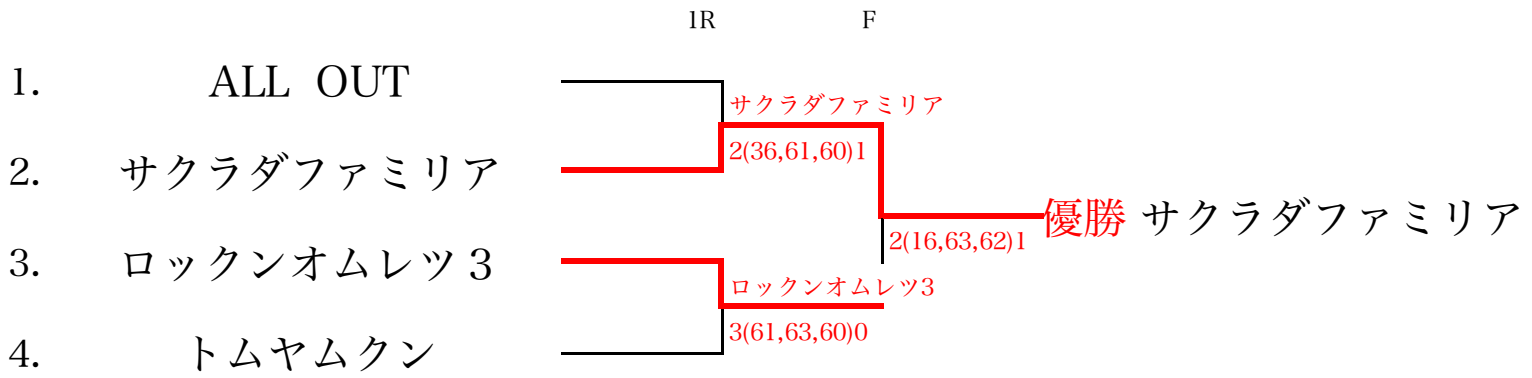 1R F
1. ALL OUT
サクラダファミリア
2(36,61,60)1
2. サクラダファミリア
優勝 サクラダファミリア
2(16,63,62)1
3. ロックンオムレツ３
ロックンオムレツ3
3(61,63,60)0
4. トムヤムクン